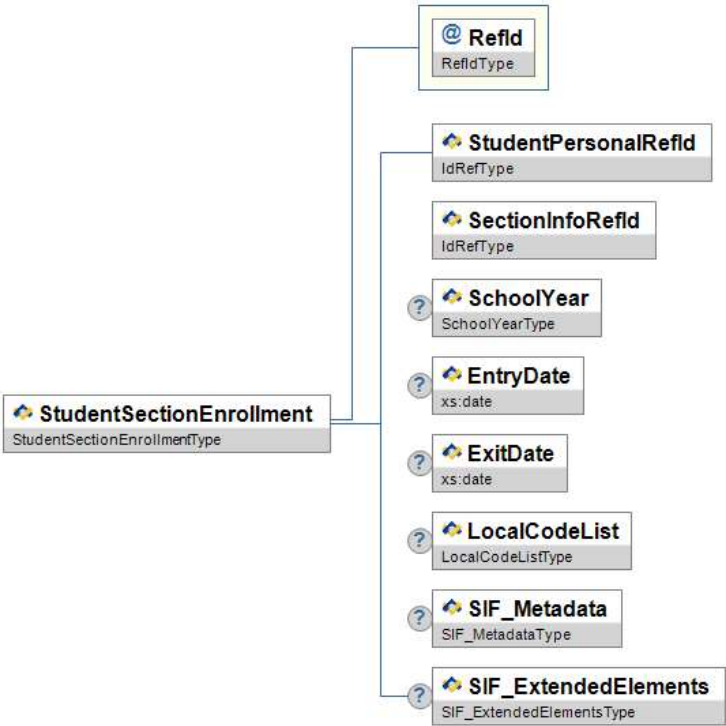 @ RefId
RefIdType
StudentPersonalRefId
IdRefType
SectionInfoRefId
IdRefType
? SchoolYear
SchoolYearType
? EntryDate
xs:date
StudentSectionEnrollment
StudentSectionEnrollmentType
? ExitDate
xs:date
? LocalCodeList
LocalCodeListType
? SIF_Metadata
SIF_MetadataType
? SIF_ExtendedElements
SIF_ExtendedElementsType